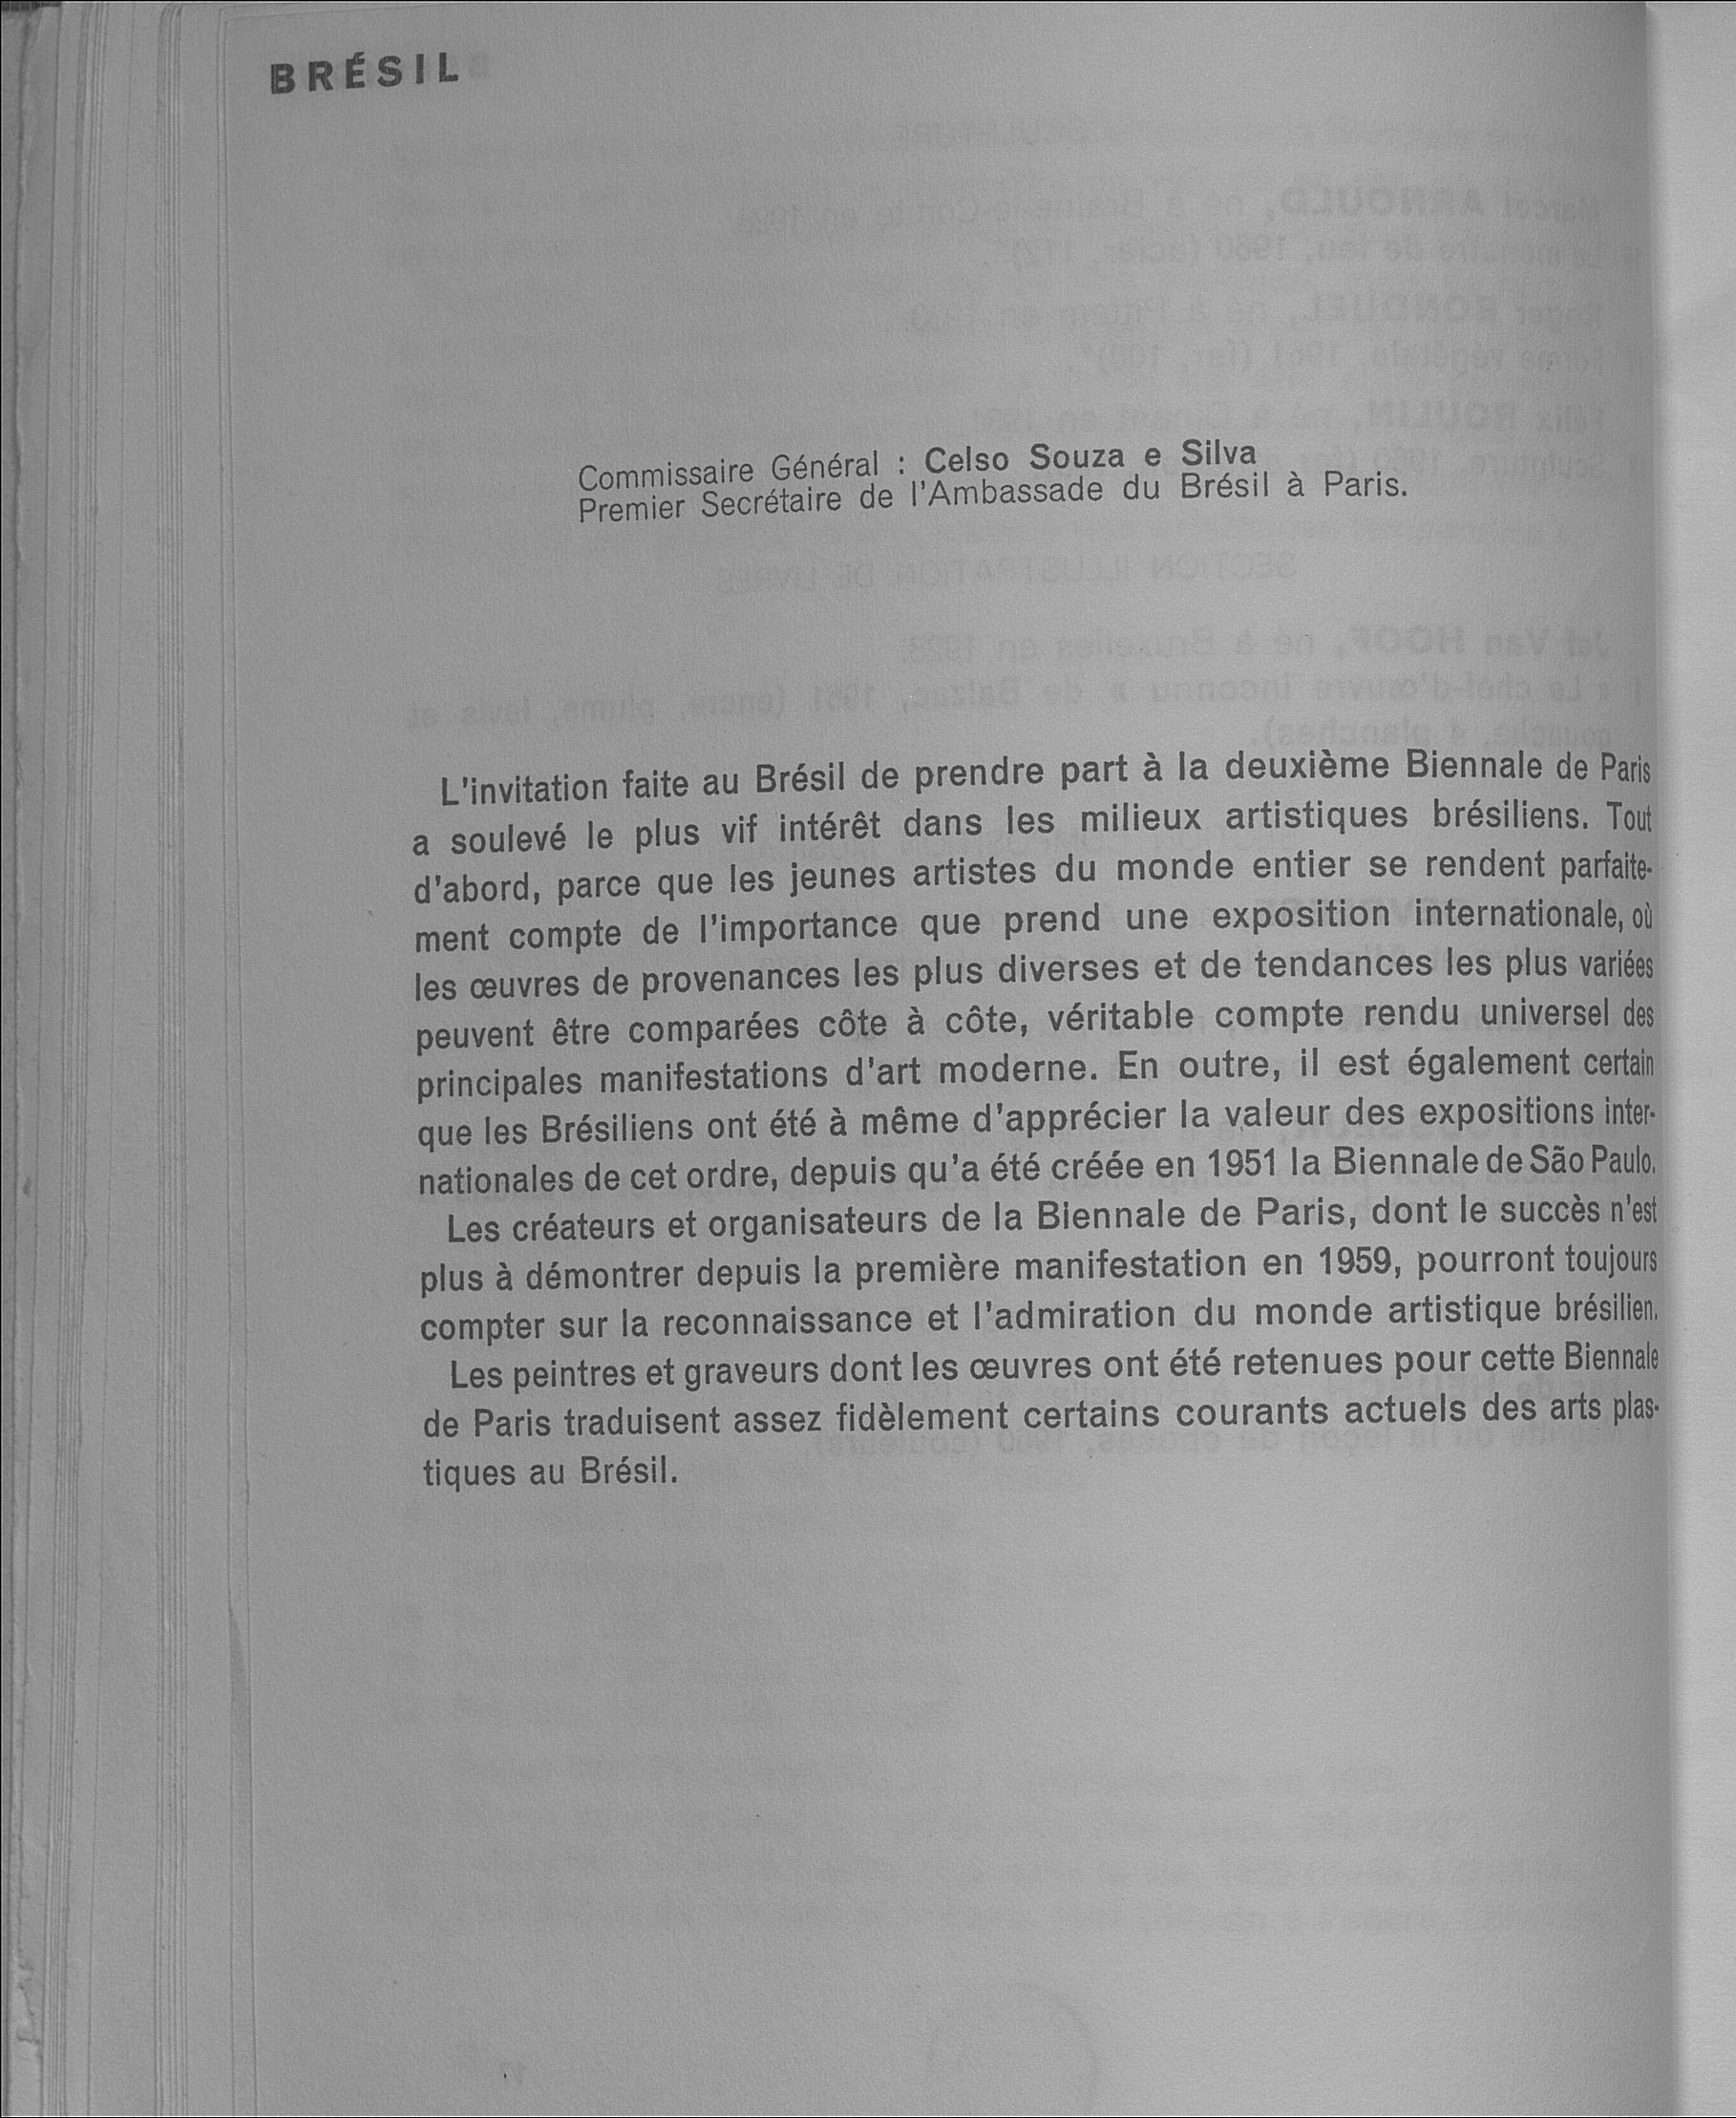 BRÉSIL
Commissaire Général : Celso Souza e Silva
Premier Secrétaire de l'Ambassade du Brésil à Paris.
L'invitation faite au Brésil de prendre part à la deuxième Biennale de Paris
a soulevé le plus vif intérêt dans les milieux artistiques brésiliens. Tout
d'abord, parce que les jeunes artistes du monde entier se rendent parfaite-
ment compte de l'importance que prend une exposition internationale, où
les œuvres de provenances les plus diverses et de tendances les plus variées
peuvent être comparées côte à côte, véritable compte rendu universel des
principales manifestations d'art moderne. En outre, il est également certain
que les Brésiliens ont été à même d'apprécier la valeur des expositions inter-
nationales de cet ordre, depuis qu'a été créée en 1951 la Biennale de São Paulo.
Les créateurs et organisateurs de la Biennale de Paris, dont le succès n'est
plus à démontrer depuis la première manifestation en 1959, pourront toujours
compter sur la reconnaissance et l'admiration du monde artistique brésilien.
Les peintres et graveurs dont les œuvres ont été retenues pour cette Biennale
de Paris traduisent assez fidèlement certains courants actuels des arts plas-
tiques au Brésil.